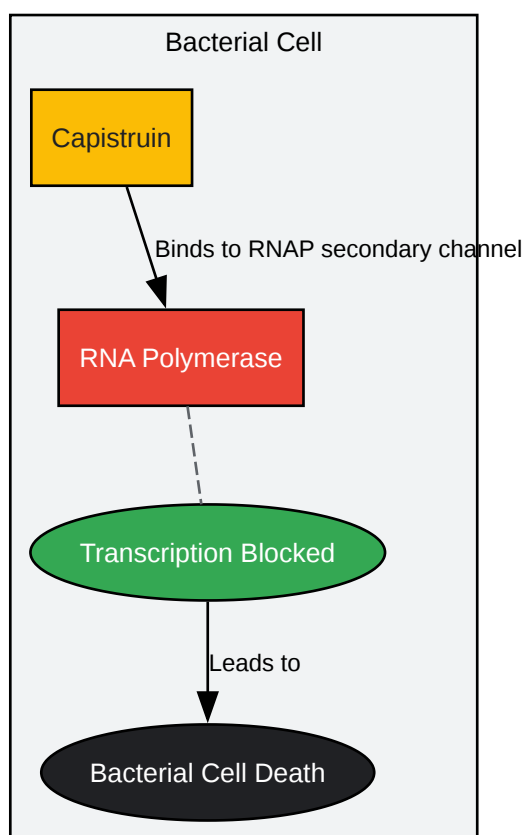 Bacterial Cell
Capistruin
Binds to RNAP secondary channel
RNA Polymerase
Transcription Blocked
Leads to
Bacterial Cell Death